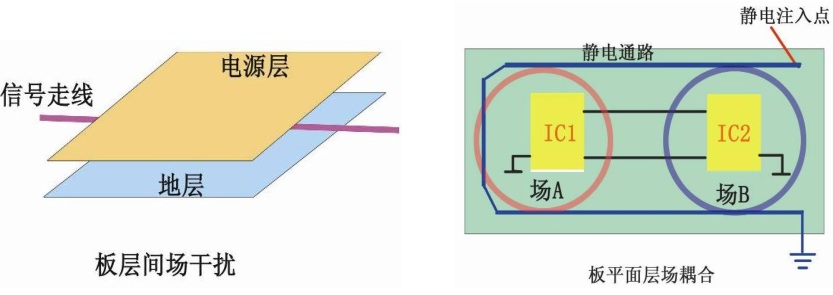 电源层
信号走线
地层
板层间场干扰
静电注入点
静电通路
IC1
IC2
场A
场B
板平面层场耦合